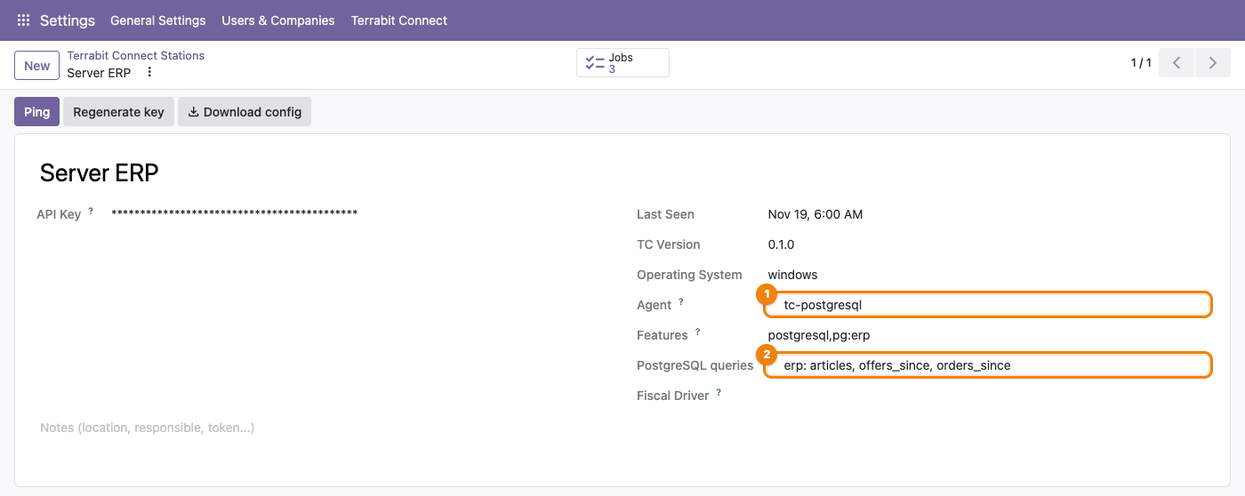 Settings General Settings Users & Companies Terrabit Connect
New
Terrabit Connect Stations
Server ERP
Jobs
3
1 / 1
Ping Regenerate key Download config
Server ERP
API Key ? *******************************************
Last Seen Nov 19, 6:00 AM
TC Version 0.1.0
Operating System windows
1
Agent ? tc-postgresql
Features ? postgresql,pg:erp
2
PostgreSQL queries erp: articles, offers_since, orders_since
Fiscal Driver ?
Notes (location, responsible, token...)